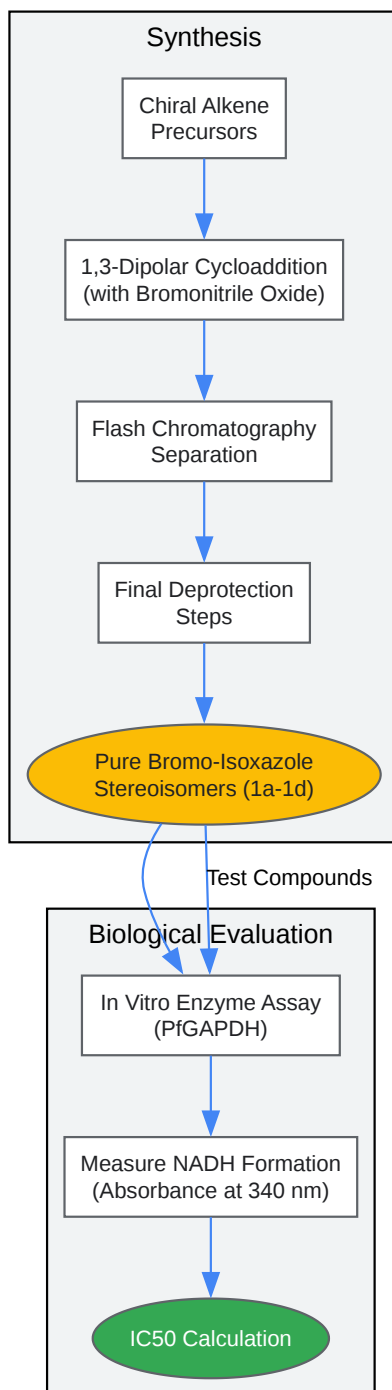 Synthesis
Chiral Alkene
Precursors
1,3-Dipolar Cycloaddition
(with Bromonitrile Oxide)
Flash Chromatography
Separation
Final Deprotection
Steps
Pure Bromo-Isoxazole
Stereoisomers (1a-1d)
Test Compounds
Biological Evaluation
In Vitro Enzyme Assay
(PfGAPDH)
Measure NADH Formation
(Absorbance at 340 nm)
IC50 Calculation